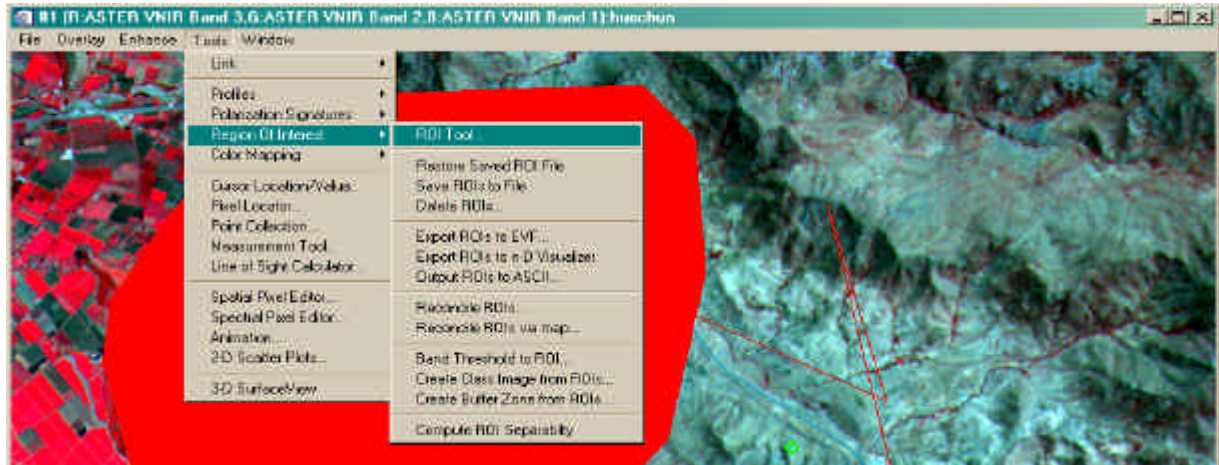 #1 (R:ASTER VNIR Band 3,G:ASTER VNIR Band 2,B:ASTER VNIR Band 1):huochun
File Overlay Enhance Tools Window
Link
Profiles
Polarization Signatures
Region Of Interest
Color Mapping
Cursor Location/Value...
Pixel Locator...
Point Collection...
Measurement Tool...
Line of Sight Calculator...
Spatial Pixel Editor...
Spectral Pixel Editor...
Animation...
2-D Scatter Plots...
3-D SurfaceView...
ROI Tool...
Restore Saved ROI File...
Save ROIs to File...
Delete ROIs...
Export ROIs to EVF...
Export ROIs to n-D Visualizer...
Output ROIs to ASCII...
Reconcile ROIs...
Reconcile ROIs via map...
Band Threshold to ROI...
Create Class Image from ROIs...
Create Buffer Zone from ROIs...
Compute ROI Separability